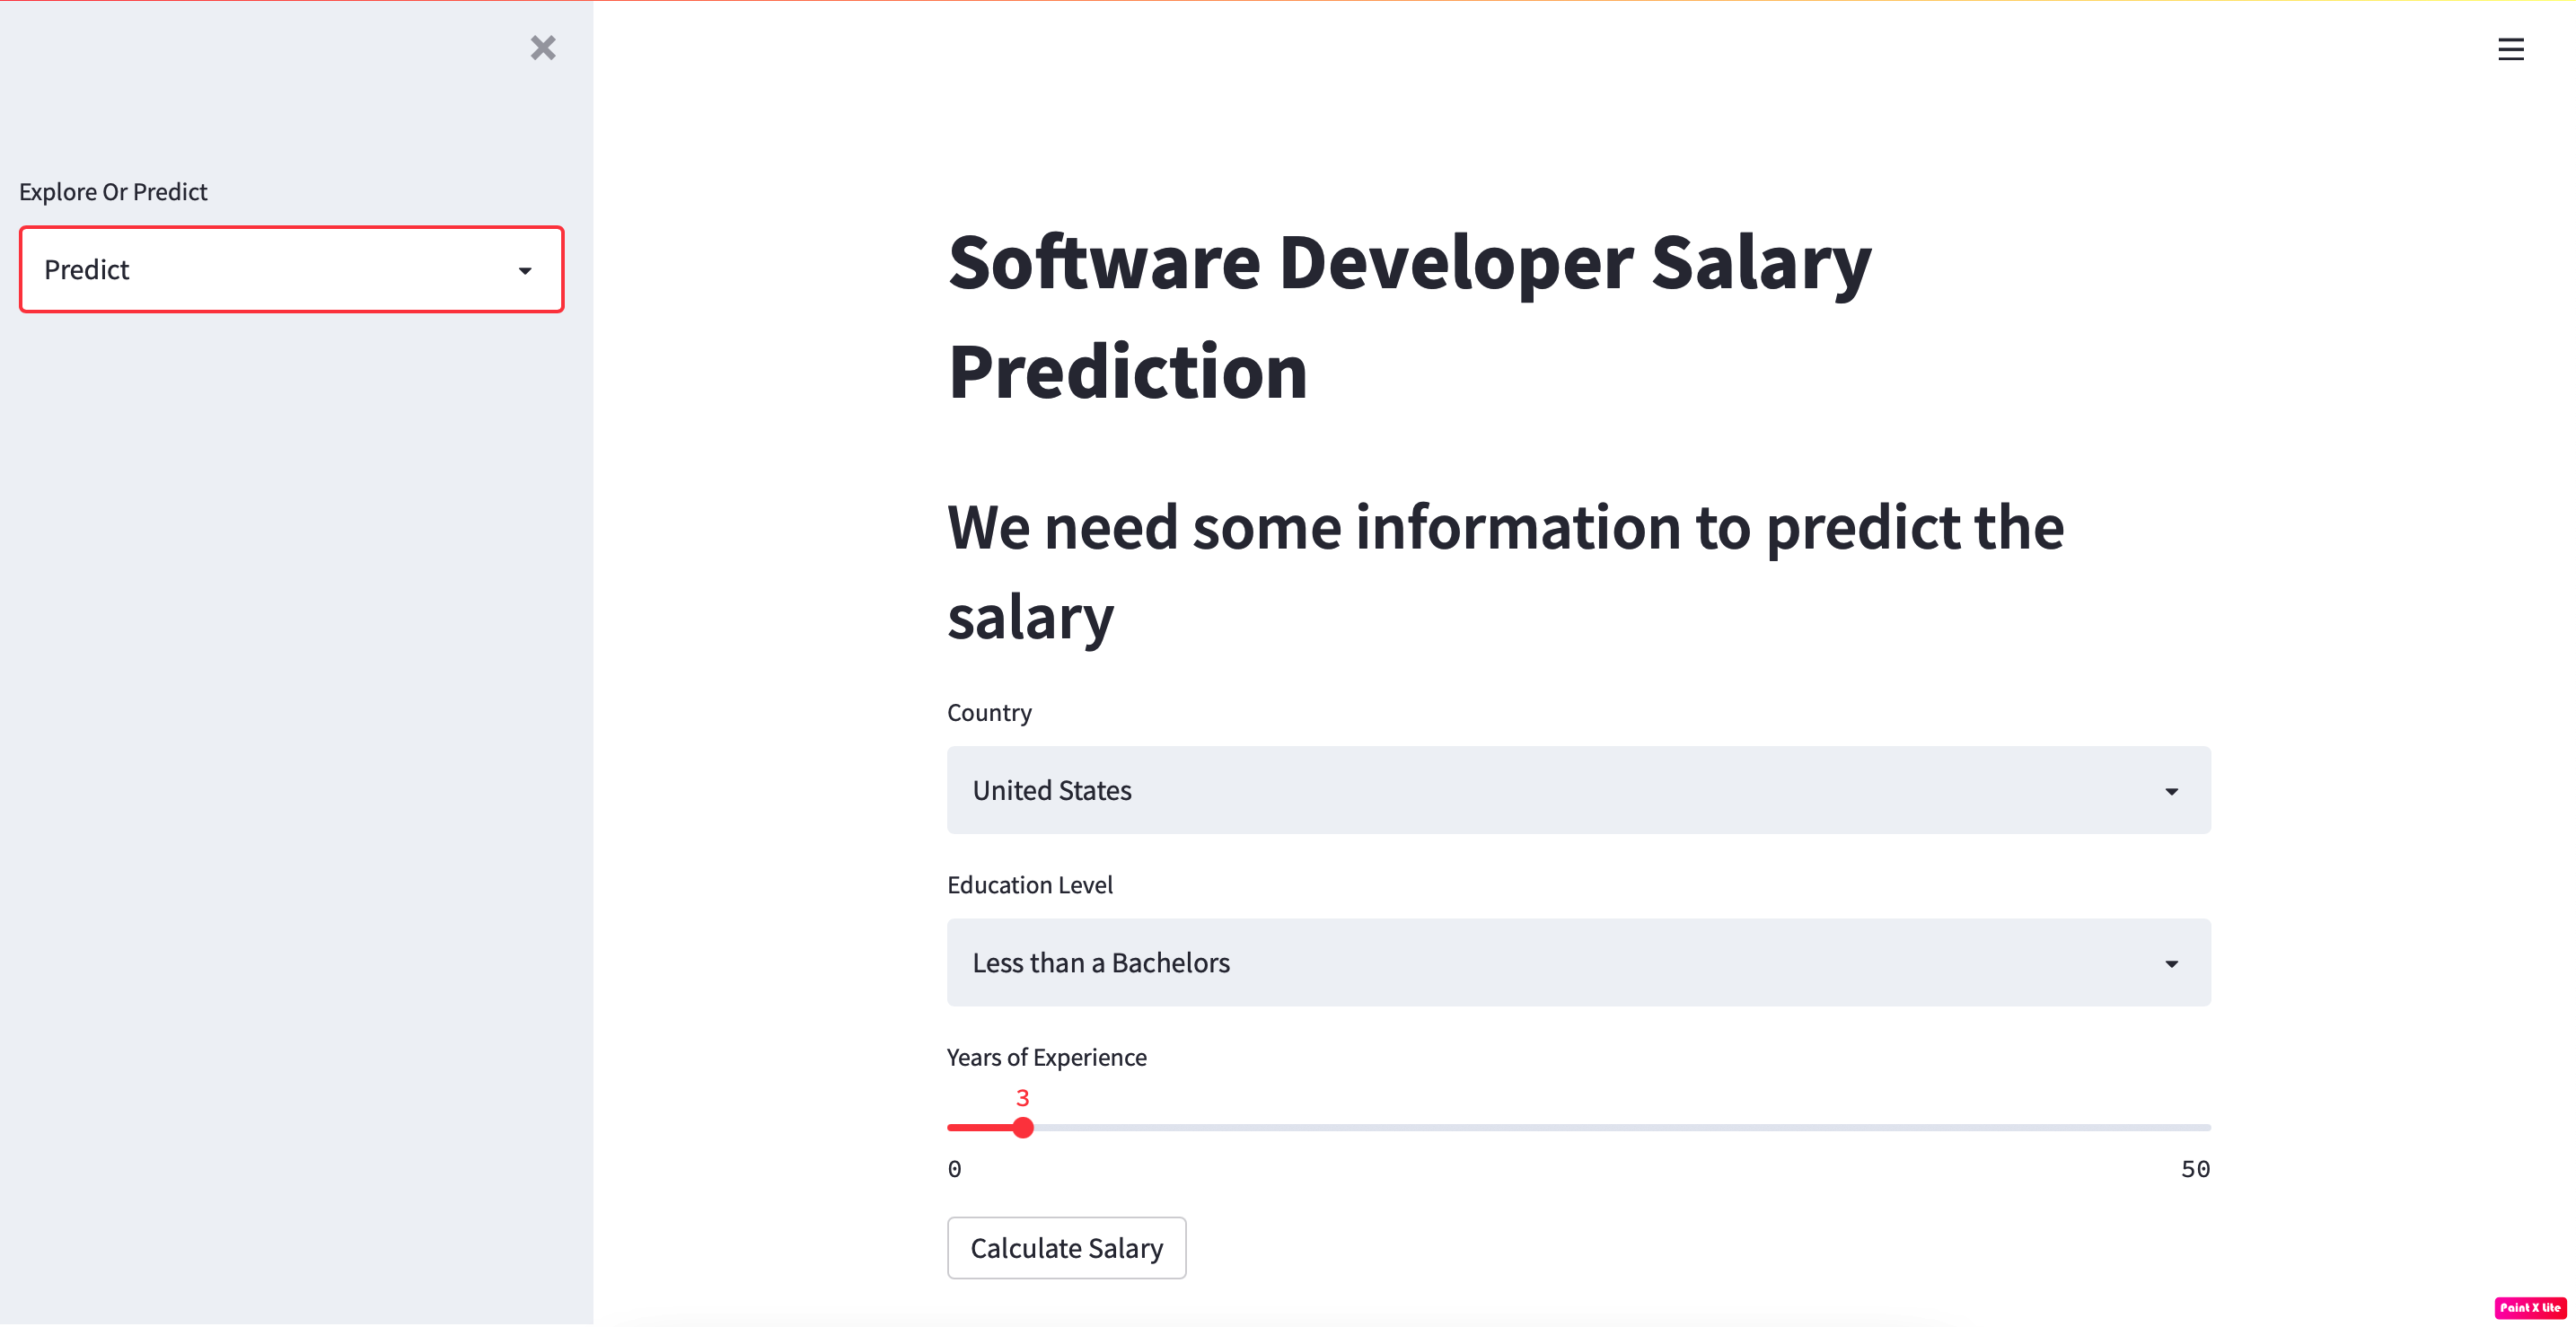 Explore Or Predict
Predict
Software Developer Salary
Prediction
We need some information to predict the
salary
Country
United States
Education Level
Less than a Bachelors
Years of Experience
3
0 50
Calculate Salary
Paint X Lite